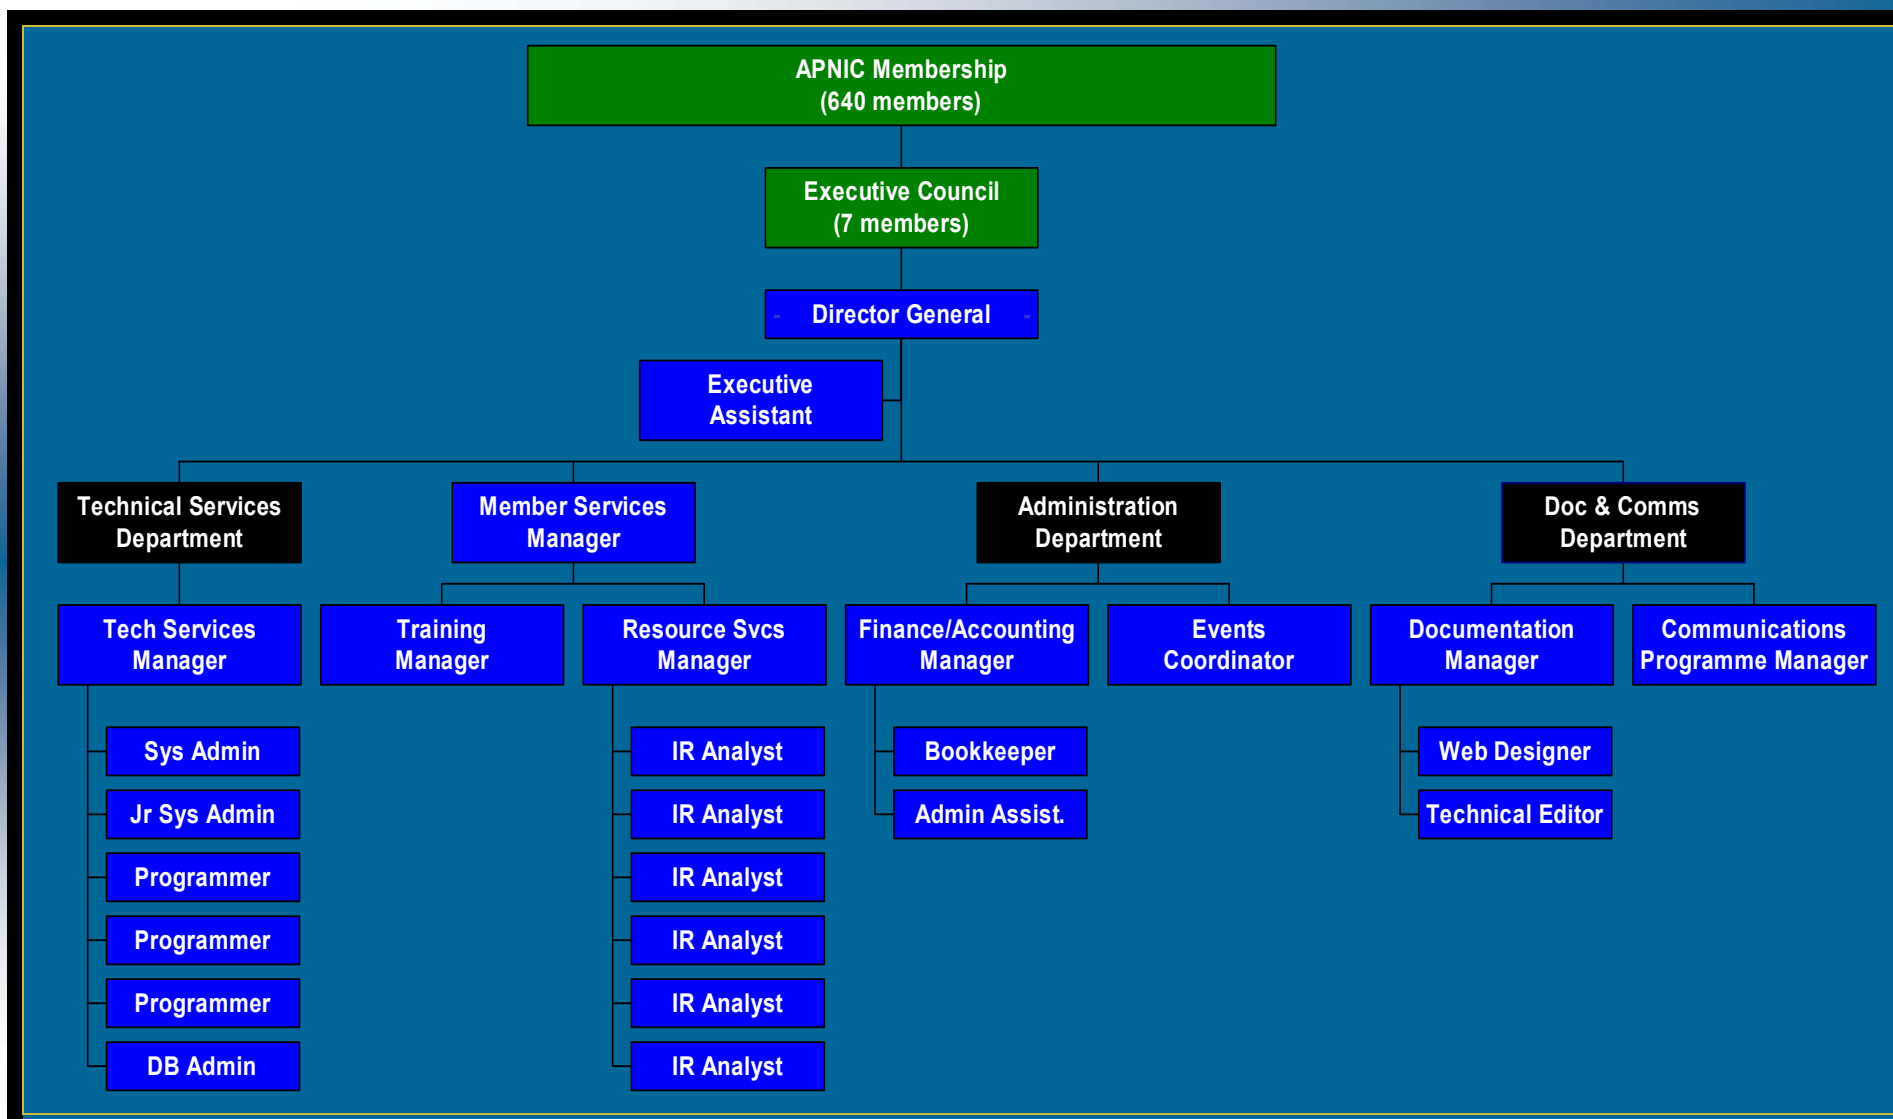 APNIC Membership
(640 members)
Executive Council
(7 members)
- Director General -
Executive
Assistant
Technical Services
Department
Member Services
Manager
Administration
Department
Doc & Comms
Department
Tech Services
Manager
Training
Manager
Resource Svcs
Manager
Finance/Accounting
Manager
Events
Coordinator
Documentation
Manager
Communications
Programme Manager
Sys Admin
Jr Sys Admin
Programmer
Programmer
Programmer
DB Admin
IR Analyst
IR Analyst
IR Analyst
IR Analyst
IR Analyst
IR Analyst
Bookkeeper
Admin Assist.
Web Designer
Technical Editor